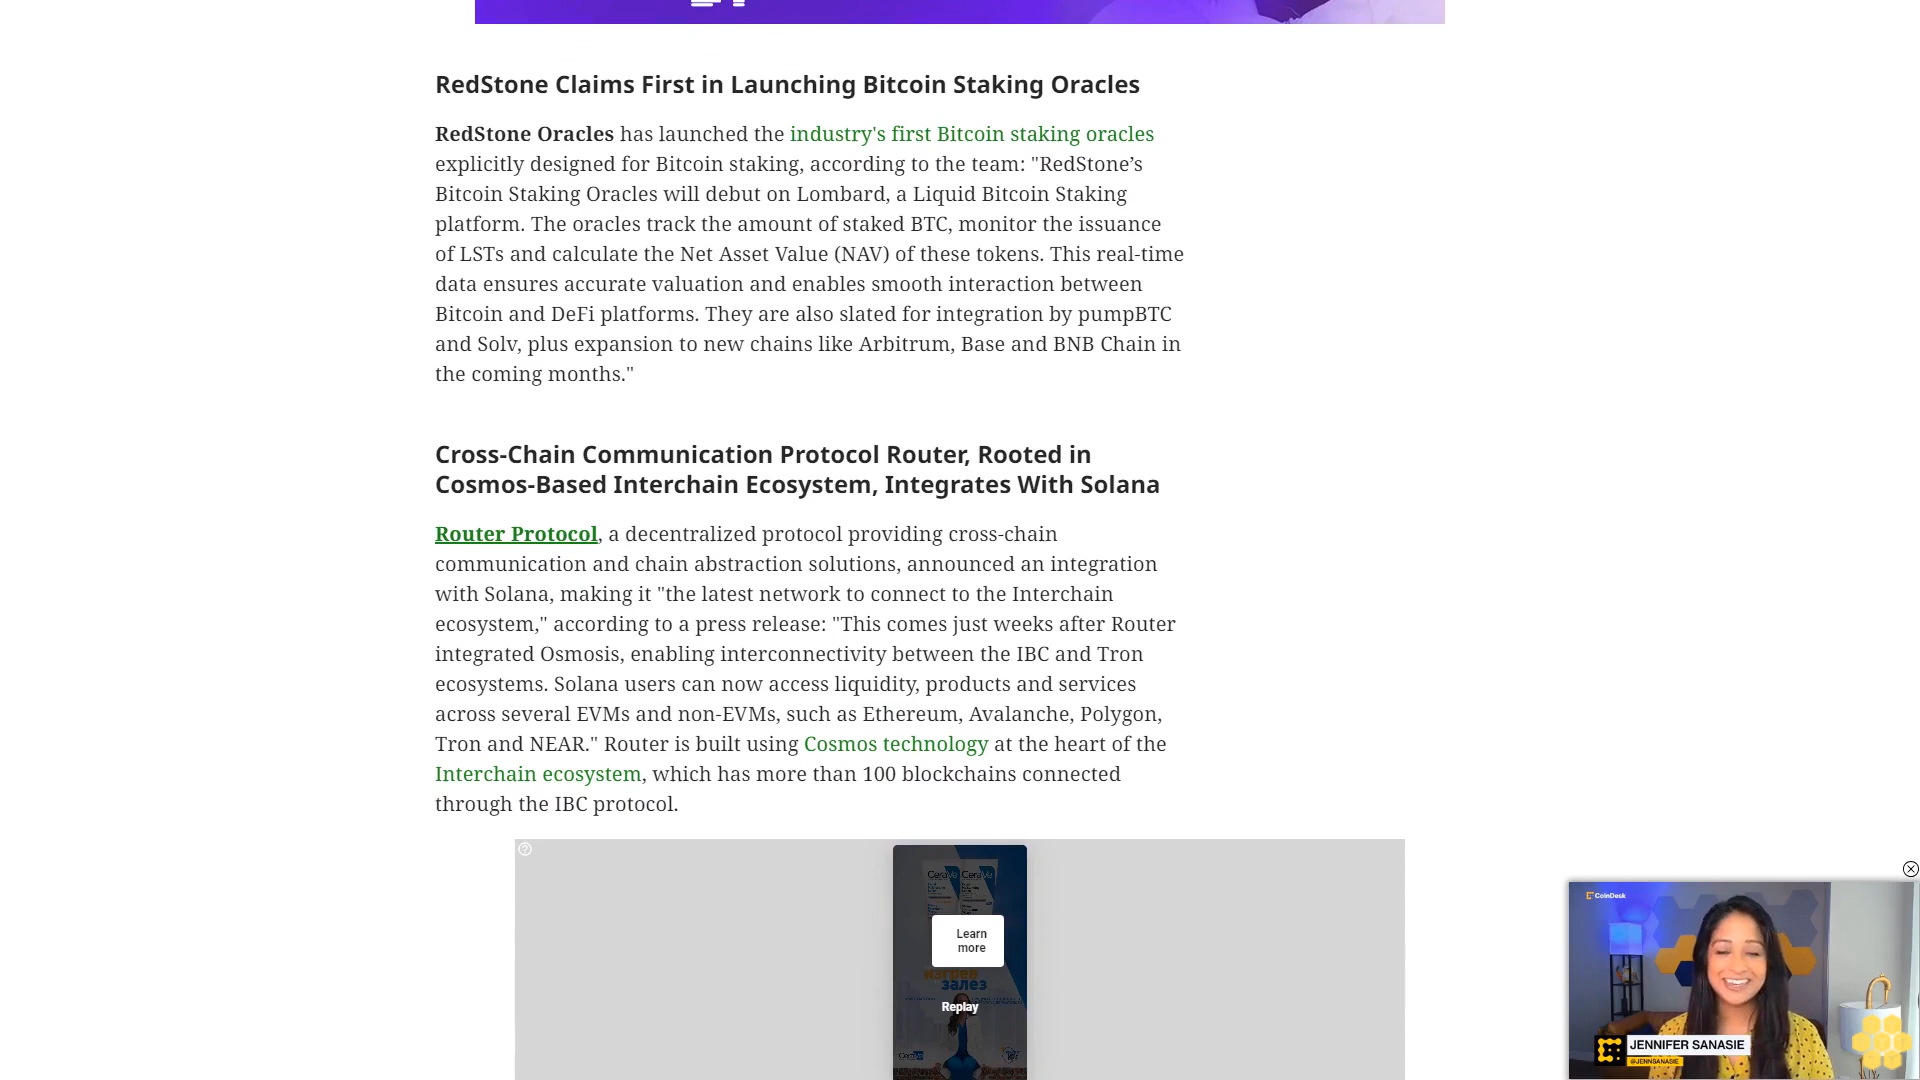 RedStone Claims First in Launching Bitcoin Staking Oracles
RedStone Oracles has launched the industry's first Bitcoin staking oracles
explicitly designed for Bitcoin staking, according to the team: "RedStone’s
Bitcoin Staking Oracles will debut on Lombard, a Liquid Bitcoin Staking
platform. The oracles track the amount of staked BTC, monitor the issuance
of LSTs and calculate the Net Asset Value (NAV) of these tokens. This real-time
data ensures accurate valuation and enables smooth interaction between
Bitcoin and DeFi platforms. They are also slated for integration by pumpBTC
and Solv, plus expansion to new chains like Arbitrum, Base and BNB Chain in
the coming months."
Cross-Chain Communication Protocol Router, Rooted in
Cosmos-Based Interchain Ecosystem, Integrates With Solana
Router Protocol, a decentralized protocol providing cross-chain
communication and chain abstraction solutions, announced an integration
with Solana, making it "the latest network to connect to the Interchain
ecosystem," according to a press release: "This comes just weeks after Router
integrated Osmosis, enabling interconnectivity between the IBC and Tron
ecosystems. Solana users can now access liquidity, products and services
across several EVMs and non-EVMs, such as Ethereum, Avalanche, Polygon,
Tron and NEAR." Router is built using Cosmos technology at the heart of the
Interchain ecosystem, which has more than 100 blockchains connected
through the IBC protocol.
CeraVe CeraVe
Learn
more
залез
Replay
CeraVe
CoinDesk
JENNIFER SANASIE
@JENNSANASIE